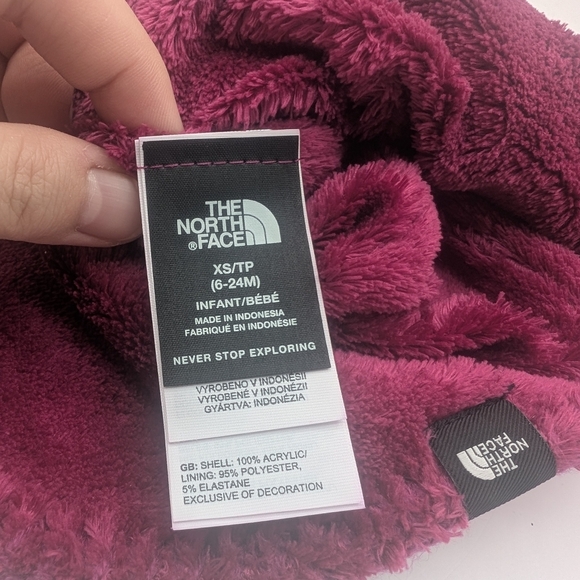 THE
NORTH
®FACE
XS/TP
(6-24M)
INFANT/BÉBÉ
MADE IN INDONESIA
FABRIQUÉ EN INDONÉSIE
NEVER STOP EXPLORING
VYROBENO V INDONÉSII
VYROBENÉ V INDONÉZII
GYÁRTVA: INDONÉZIA
GB: SHELL: 100% ACRYLIC/
LINING: 95% POLYESTER,
5% ELASTANE
EXCLUSIVE OF DECORATION
THE
NORTH
FACE